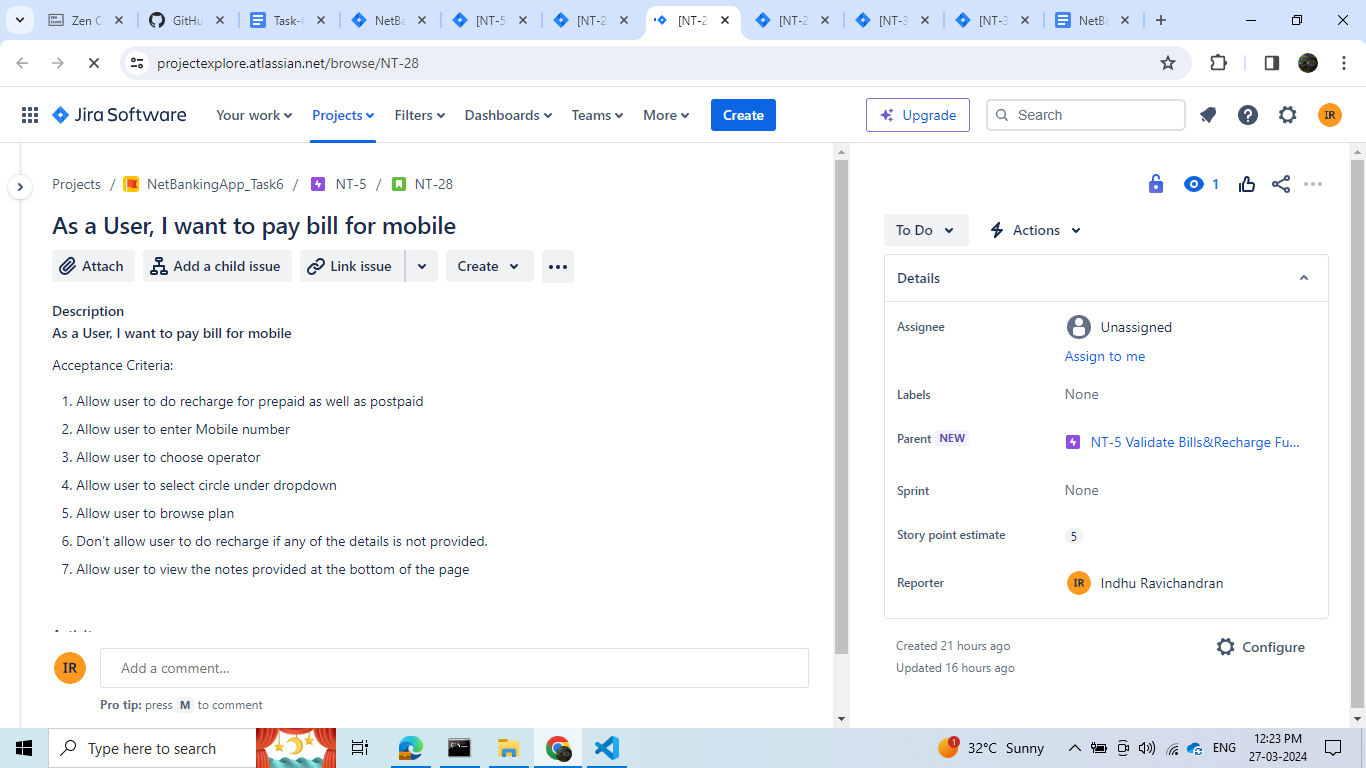 Zen C
GitHu
Task-
NetBa
[NT-5
[NT-2
[NT-2
[NT-2
[NT-3
[NT-3
NetBa
projectexplore.atlassian.net/browse/NT-28
Jira Software
Your work
Projects
Filters
Dashboards
Teams
More
Create
Upgrade
Search
IR
Projects / NetBankingApp_Task6 / NT-5 / NT-28
1
As a User, I want to pay bill for mobile
To Do
Actions
Attach
Add a child issue
Link issue
Create
Details
Description
As a User, I want to pay bill for mobile
Acceptance Criteria:
1. Allow user to do recharge for prepaid as well as postpaid
2. Allow user to enter Mobile number
3. Allow user to choose operator
4. Allow user to select circle under dropdown
5. Allow user to browse plan
6. Don't allow user to do recharge if any of the details is not provided.
7. Allow user to view the notes provided at the bottom of the page
Assignee
Unassigned
Assign to me
Labels
None
Parent NEW
NT-5 Validate Bills&Recharge Fu...
Sprint
None
Story point estimate
5
Reporter
IR
Indhu Ravichandran
Created 21 hours ago
Updated 16 hours ago
Configure
IR
Add a comment...
Pro tip: press M to comment
Type here to search
1
32°C Sunny
ENG
12:23 PM
27-03-2024